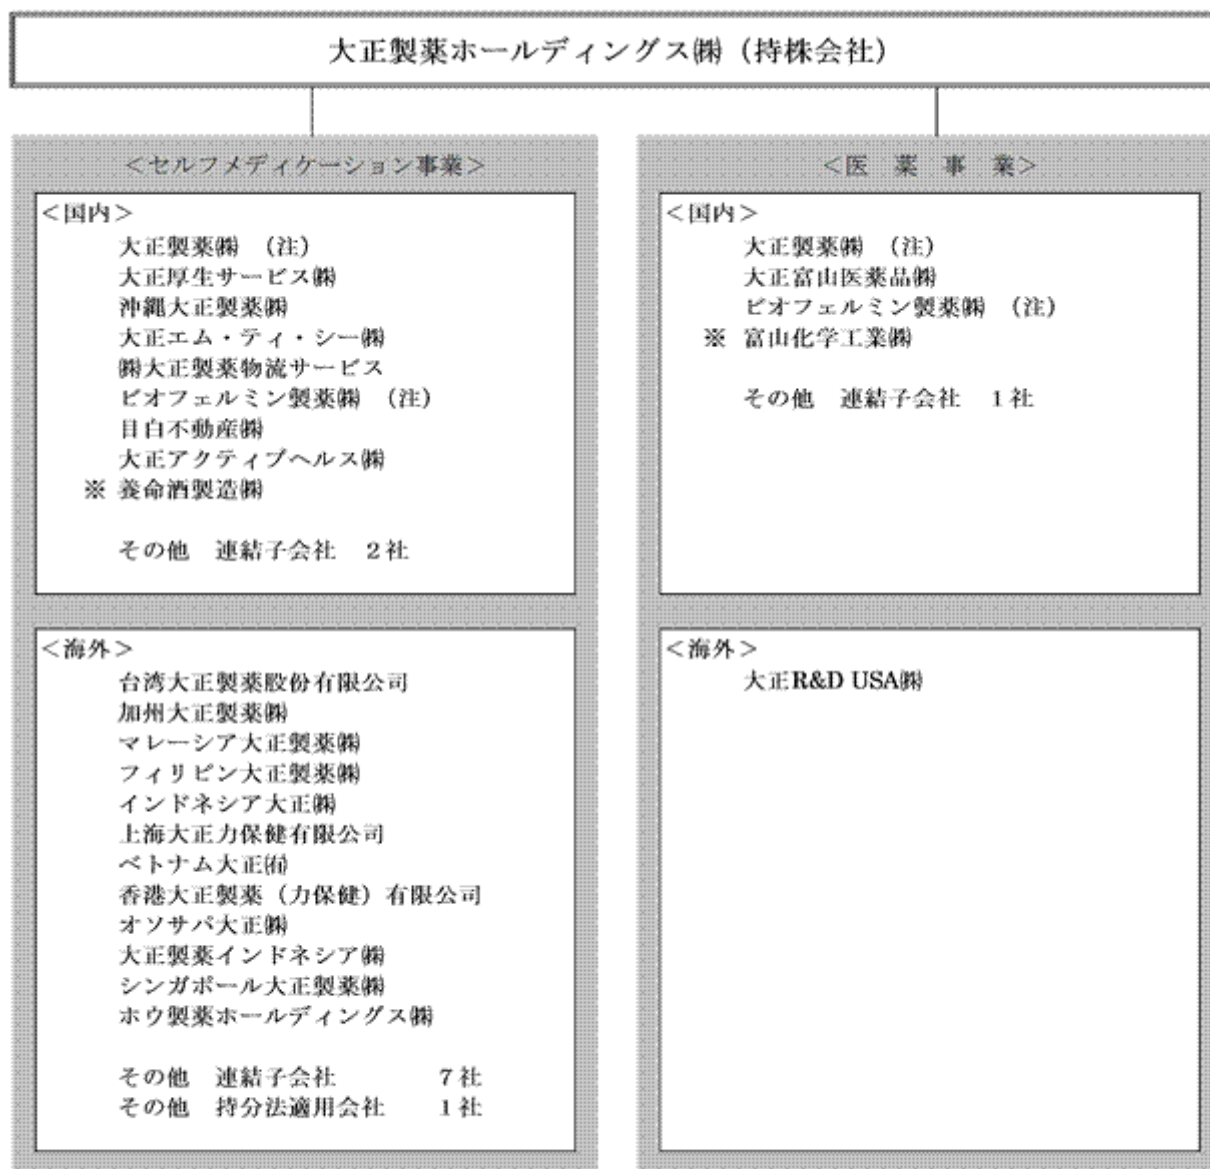 大正製薬ホールディングス㈱（持株会社）
＜セルフメディケーション事業＞
＜国内＞
大正製薬㈱　（注）
大正厚生サービス㈱
沖縄大正製薬㈱
大正エム・ティ・シー㈱
㈱大正製薬物流サービス
ビオフェルミン製薬㈱　（注）
目白不動産㈱
大正アクティブヘルス㈱
※ 養命酒製造㈱
その他　連結子会社　２社
＜海外＞
台湾大正製薬股份有限公司
加州大正製薬㈱
マレーシア大正製薬㈱
フィリピン大正製薬㈱
インドネシア大正㈱
上海大正力保健有限公司
ベトナム大正㈲
香港大正製薬（力保健）有限公司
オソサパ大正㈱
大正製薬インドネシア㈱
シンガポール大正製薬㈱
ホウ製薬ホールディングス㈱
その他　連結子会社　７社
その他　持分法適用会社　１社
＜医　薬　事　業＞
＜国内＞
大正製薬㈱　（注）
大正富山医薬品㈱
ビオフェルミン製薬㈱　（注）
※ 富山化学工業㈱
その他　連結子会社　１社
＜海外＞
大正R&D USA㈱